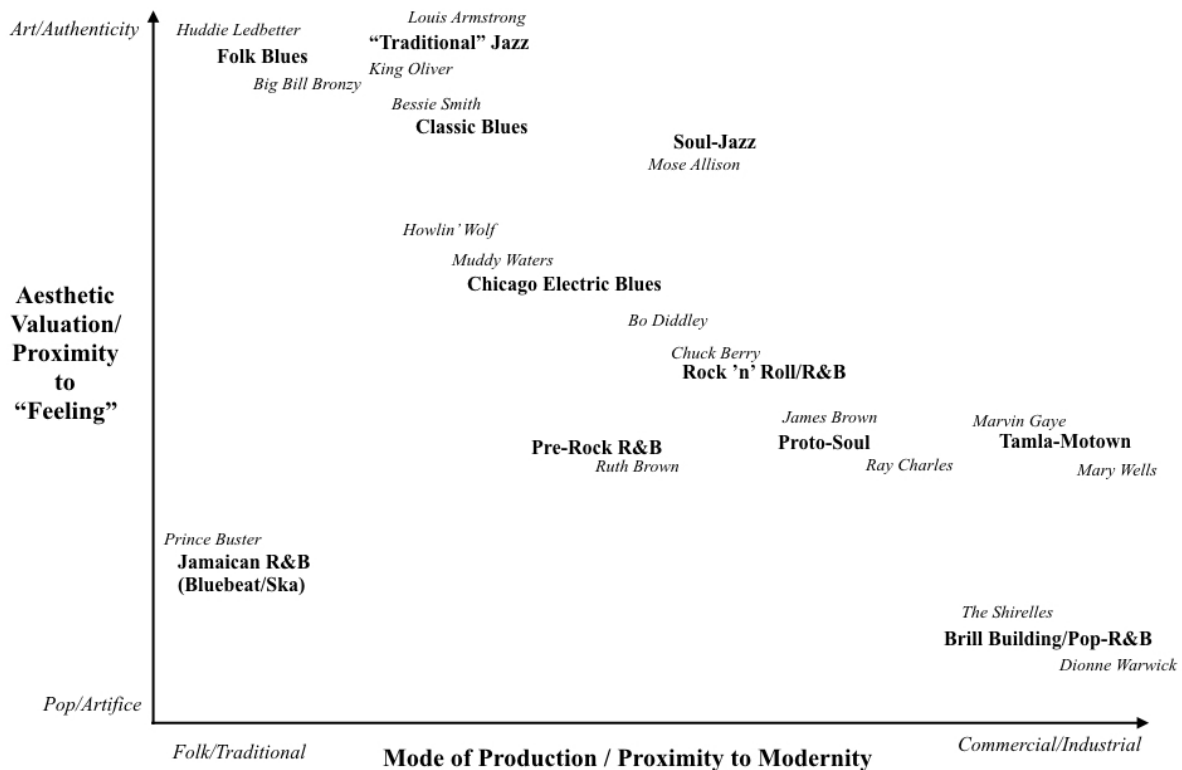 Louis Armstrong
Art/Authenticity
Huddie Ledbetter
“Traditional” Jazz
Folk Blues
King Oliver
Big Bill Bronzy
Bessie Smith
Classic Blues
Soul-Jazz
Mose Allison
Howlin’ Wolf
Muddy Waters
Chicago Electric Blues
Aesthetic
Valuation/
Proximity
to
“Feeling”
Bo Diddley
Chuck Berry
Rock ’n’ Roll/R&B
James Brown
Marvin Gaye
Pre-Rock R&B
Proto-Soul
Tamla-Motown
Ruth Brown
Ray Charles
Mary Wells
Prince Buster
Jamaican R&B
(Bluebeat/Ska)
The Shirelles
Brill Building/Pop-R&B
Dionne Warwick
Pop/Artifice
Folk/Traditional
Mode of Production / Proximity to Modernity
Commercial/Industrial